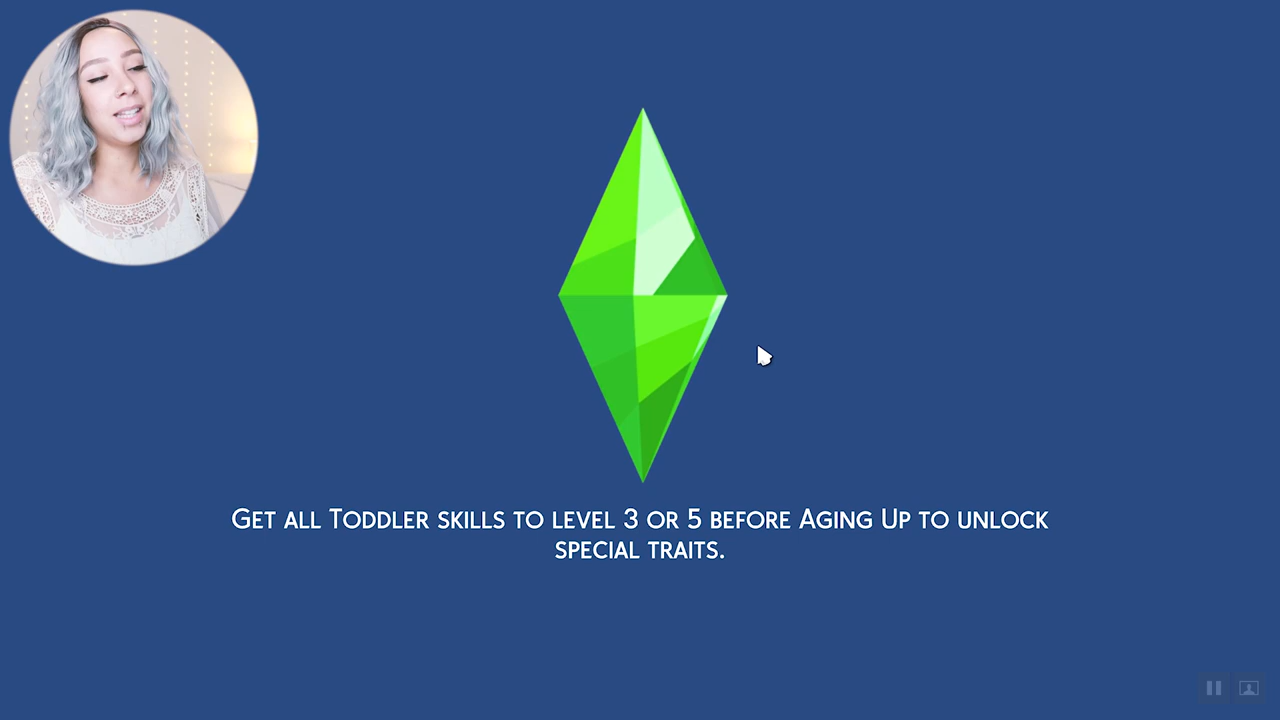 Get all Toddler skills to level 3 or 5 before Aging Up to unlock
special traits.